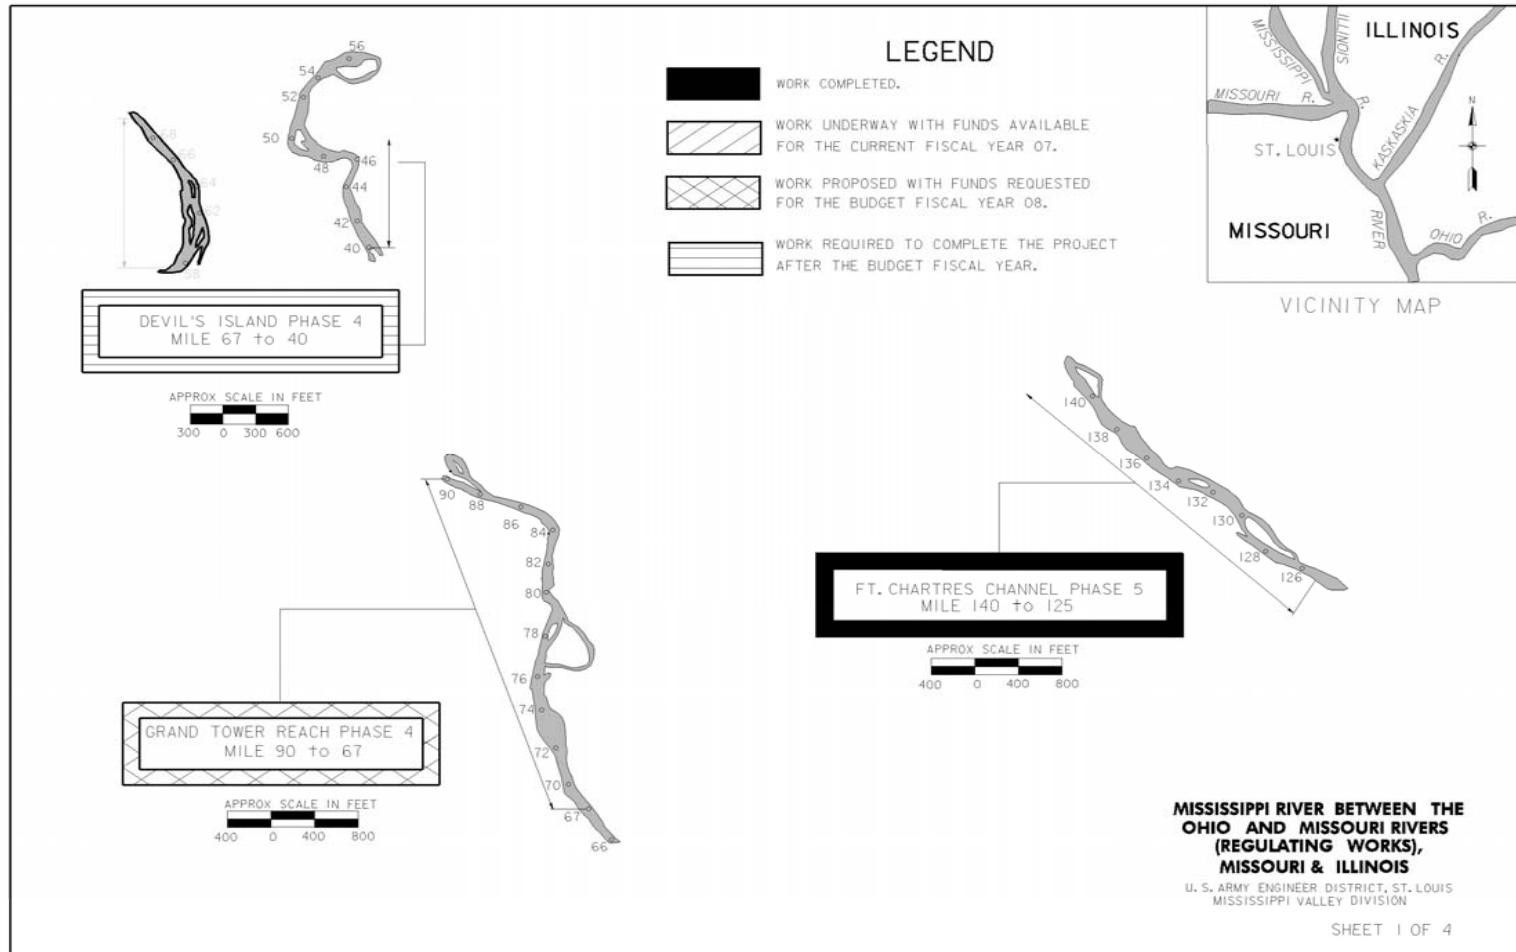 LEGEND
WORK COMPLETED.
WORK UNDERWAY WITH FUNDS AVAILABLE
FOR THE CURRENT FISCAL YEAR 07.
WORK PROPOSED WITH FUNDS REQUESTED
FOR THE BUDGET FISCAL YEAR 08.
WORK REQUIRED TO COMPLETE THE PROJECT
AFTER THE BUDGET FISCAL YEAR.
ILLINOIS
MISSISSIPPI
ILLINOIS
MISSOURI R.
R.
R.
KASKASKIA
N
ST. LOUIS
MISSOURI
RIVER
OHIO
R.
VICINITY MAP
56
54
52
50
48
46
44
42
40
68
66
64
62
58
DEVIL'S ISLAND PHASE 4
MILE 67 to 40
APPROX SCALE IN FEET
300 0 300 600
90
88
86
84
82
80
78
76
74
72
70
67
66
GRAND TOWER REACH PHASE 4
MILE 90 to 67
APPROX SCALE IN FEET
400 0 400 800
140
138
136
134
132
130
128
126
FT. CHARTRES CHANNEL PHASE 5
MILE 140 to 125
APPROX SCALE IN FEET
400 0 400 800
MISSISSIPPI RIVER BETWEEN THE
OHIO AND MISSOURI RIVERS
(REGULATING WORKS),
MISSOURI & ILLINOIS
U. S. ARMY ENGINEER DISTRICT, ST. LOUIS
MISSISSIPPI VALLEY DIVISION
SHEET 1 OF 4